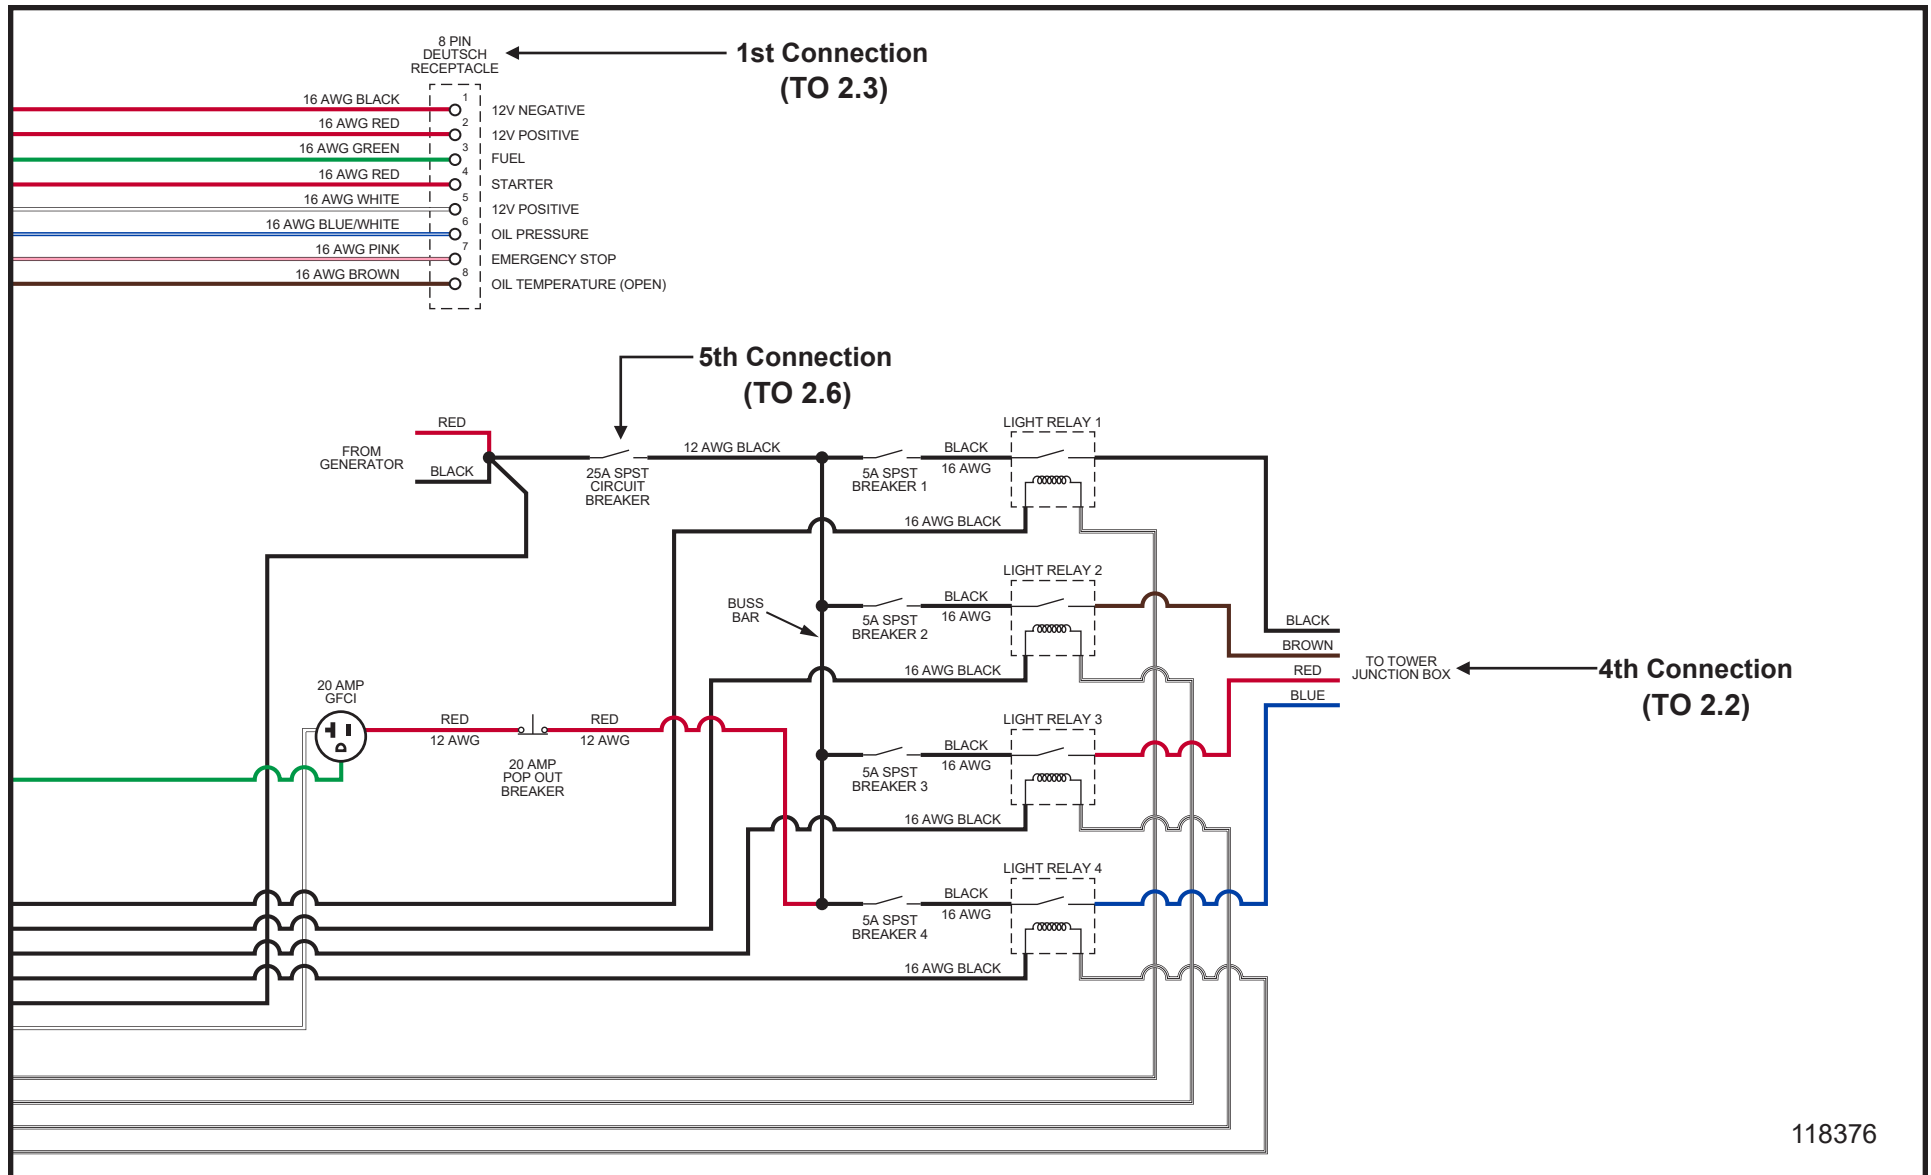 8 PIN
DEUTSCH
RECEPTACLE
1st Connection
(TO 2.3)
16 AWG BLACK
1
12V NEGATIVE
16 AWG RED
2
12V POSITIVE
16 AWG GREEN
3
FUEL
16 AWG RED
4
STARTER
16 AWG WHITE
5
12V POSITIVE
16 AWG BLUE/WHITE
6
OIL PRESSURE
16 AWG PINK
7
EMERGENCY STOP
16 AWG BROWN
8
OIL TEMPERATURE (OPEN)
5th Connection
(TO 2.6)
RED
FROM
GENERATOR
BLACK
25A SPST
CIRCUIT
BREAKER
12 AWG BLACK
5A SPST
BREAKER 1
BLACK
16 AWG
LIGHT RELAY 1
16 AWG BLACK
BUSS
BAR
5A SPST
BREAKER 2
BLACK
16 AWG
LIGHT RELAY 2
16 AWG BLACK
BLACK
BROWN
RED
BLUE
TO TOWER
JUNCTION BOX
4th Connection
(TO 2.2)
20 AMP
GFCI
RED
12 AWG
20 AMP
POP OUT
BREAKER
RED
12 AWG
5A SPST
BREAKER 3
BLACK
16 AWG
LIGHT RELAY 3
16 AWG BLACK
5A SPST
BREAKER 4
BLACK
16 AWG
LIGHT RELAY 4
16 AWG BLACK
118376